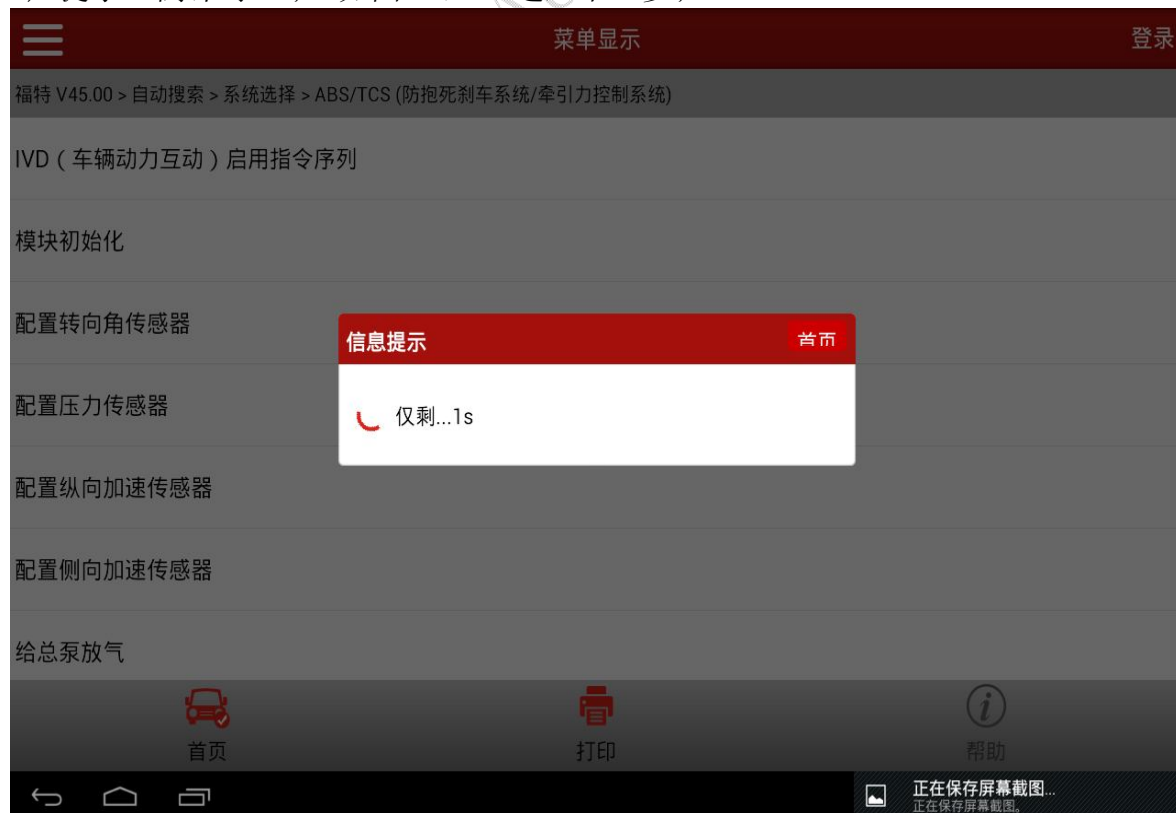 菜单显示
登录
福特 V45.00 > 自动搜索 > 系统选择 > ABS/TCS (防抱死刹车系统/牵引力控制系统)
IVD（车辆动力互动）启用指令序列
模块初始化
配置转向角传感器
信息提示
首页
配置压力传感器
仅剩...1s
配置纵向加速传感器
配置侧向加速传感器
给总泵放气
首页
打印
帮助
正在保存屏幕截图...
正在保存屏幕截图。